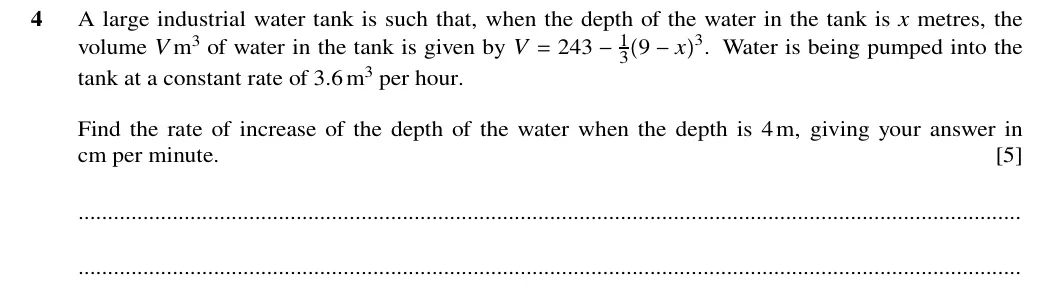 4 A large industrial water tank is such that, when the depth of the water in the tank is x metres, the
volume V m³ of water in the tank is given by V = 243 − ⅓(9 − x)³. Water is being pumped into the
tank at a constant rate of 3.6 m³ per hour.
Find the rate of increase of the depth of the water when the depth is 4 m, giving your answer in
cm per minute. [5]